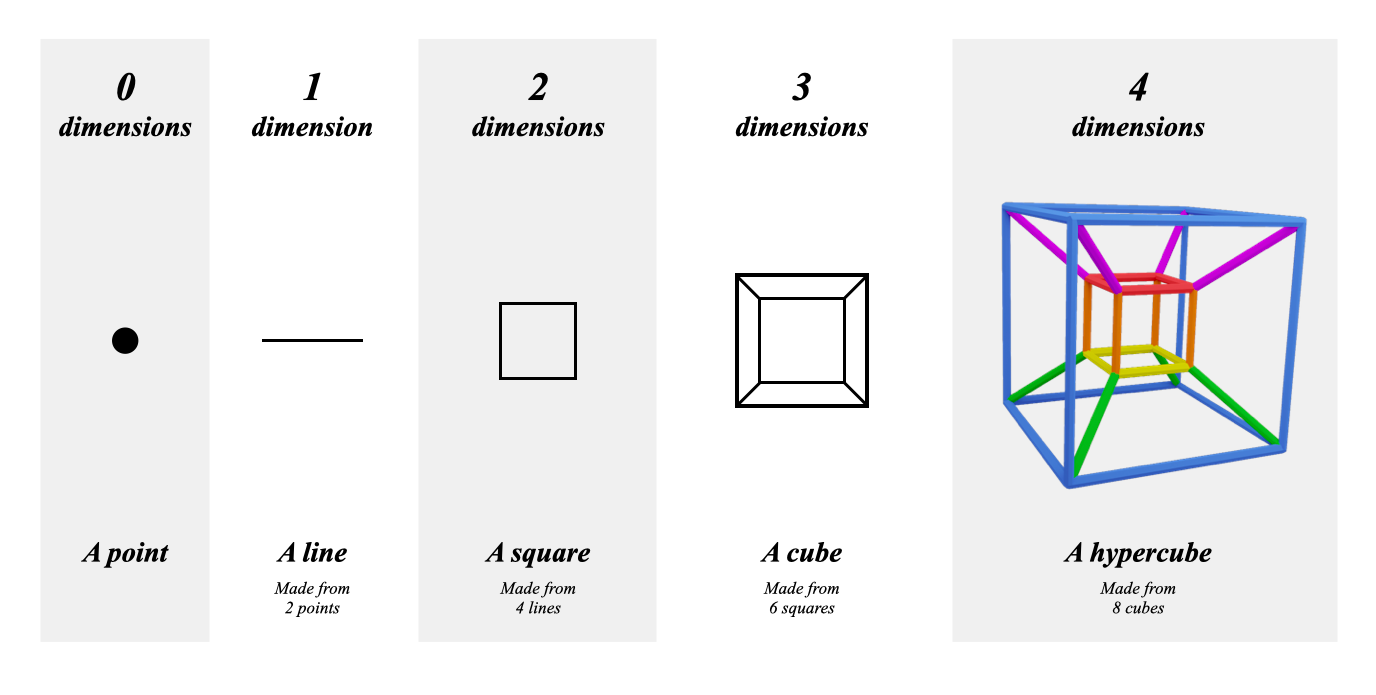 0
dimensions
A point
1
dimension
A line
Made from
2 points
2
dimensions
A square
Made from
4 lines
3
dimensions
A cube
Made from
6 squares
4
dimensions
A hypercube
Made from
8 cubes